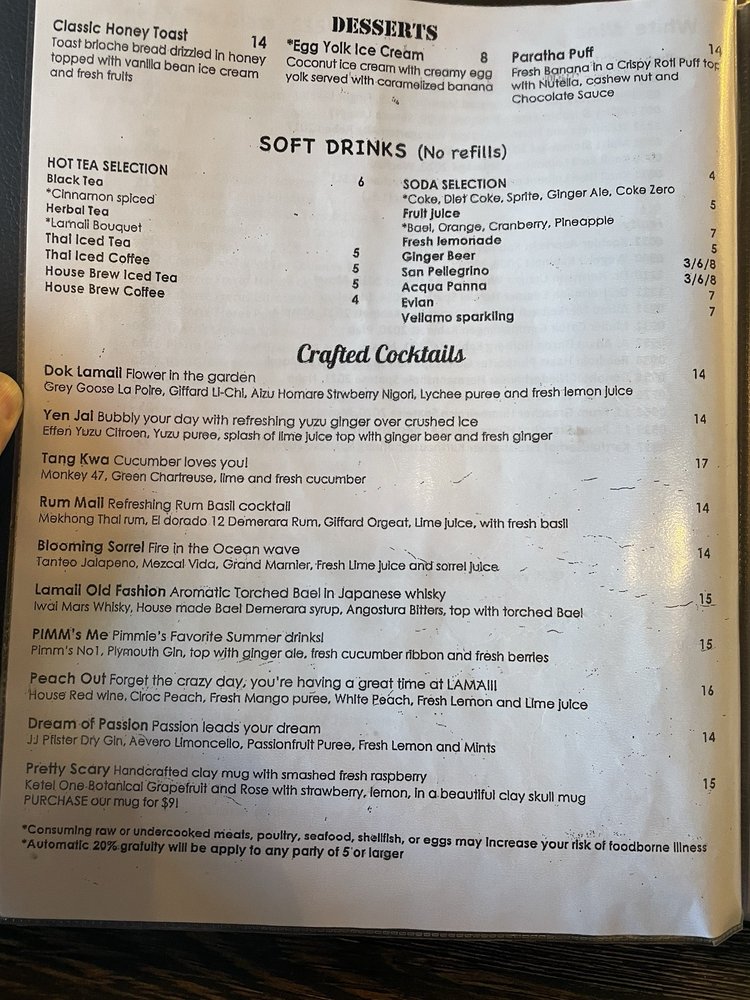 DESSERTS
Classic Honey Toast 14
Toast brioche bread drizzled in honey
topped with vanilla bean ice cream
and fresh fruits
*Egg Yolk Ice Cream 8
Coconut ice cream with creamy egg
yolk served with caramelized banana
Paratha Puff 14
Fresh Banana in a Crispy Roti Puff top
with Nutella, cashew nut and
Chocolate Sauce
SOFT DRINKS (No refills)
HOT TEA SELECTION
Black Tea 6
*Cinnamon spiced
Herbal Tea
*Lamaii Bouquet
Thai Iced Tea 5
Thai Iced Coffee 5
House Brew Iced Tea 5
House Brew Coffee 4
SODA SELECTION 4
*Coke, Diet Coke, Sprite, Ginger Ale, Coke Zero
Fruit juice 5
*Bael, Orange, Cranberry, Pineapple
Fresh lemonade 7
Ginger Beer 5
San Pellegrino 3/6/8
Acqua Panna 3/6/8
Evian 7
Vellamo sparkling 7
Crafted Cocktails
Dok Lamaii Flower in the garden 14
Grey Goose La Poire, Giffard Li-Chi, Aizu Homare Strwberry Nigori, Lychee puree and fresh lemon juice
Yen Jai Bubbly your day with refreshing yuzu ginger over crushed ice 14
Effen Yuzu Citroen, Yuzu puree, splash of lime juice top with ginger beer and fresh ginger
Tang Kwa Cucumber loves you! 17
Monkey 47, Green Chartreuse, lime and fresh cucumber
Rum Maii Refreshing Rum Basil cocktail 14
Mekhong Thai rum, El dorado 12 Demerara Rum, Giffard Orgeat, Lime juice, with fresh basil
Blooming Sorrel Fire in the Ocean wave 14
Tanteo Jalapeno, Mezcal Vida, Grand Marnier, Fresh Lime juice and sorrel juice
Lamaii Old Fashion Aromatic Torched Bael in Japanese whisky 15
Iwai Mars Whisky, House made Bael Demerara syrup, Angostura Bitters, top with torched Bael
PIMM's Me Pimmie's Favorite Summer drinks! 15
Pimm's No1, Plymouth Gin, top with ginger ale, fresh cucumber ribbon and fresh berries
Peach Out Forget the crazy day, you're having a great time at LAMAII! 16
House Red wine, Ciroc Peach, Fresh Mango puree, White Peach, Fresh Lemon and Lime juice
Dream of Passion Passion leads your dream 14
JJ Pfister Dry Gin, Aevero Limoncello, Passionfruit Puree, Fresh Lemon and Mints
Pretty Scary Handcrafted clay mug with smashed fresh raspberry 15
Ketel One Botanical Grapefruit and Rose with strawberry, lemon, in a beautiful clay skull mug
PURCHASE our mug for $9!
*Consuming raw or undercooked meats, poultry, seafood, shellfish, or eggs may increase your risk of foodborne illness
*Automatic 20% gratuity will be apply to any party of 5 or larger